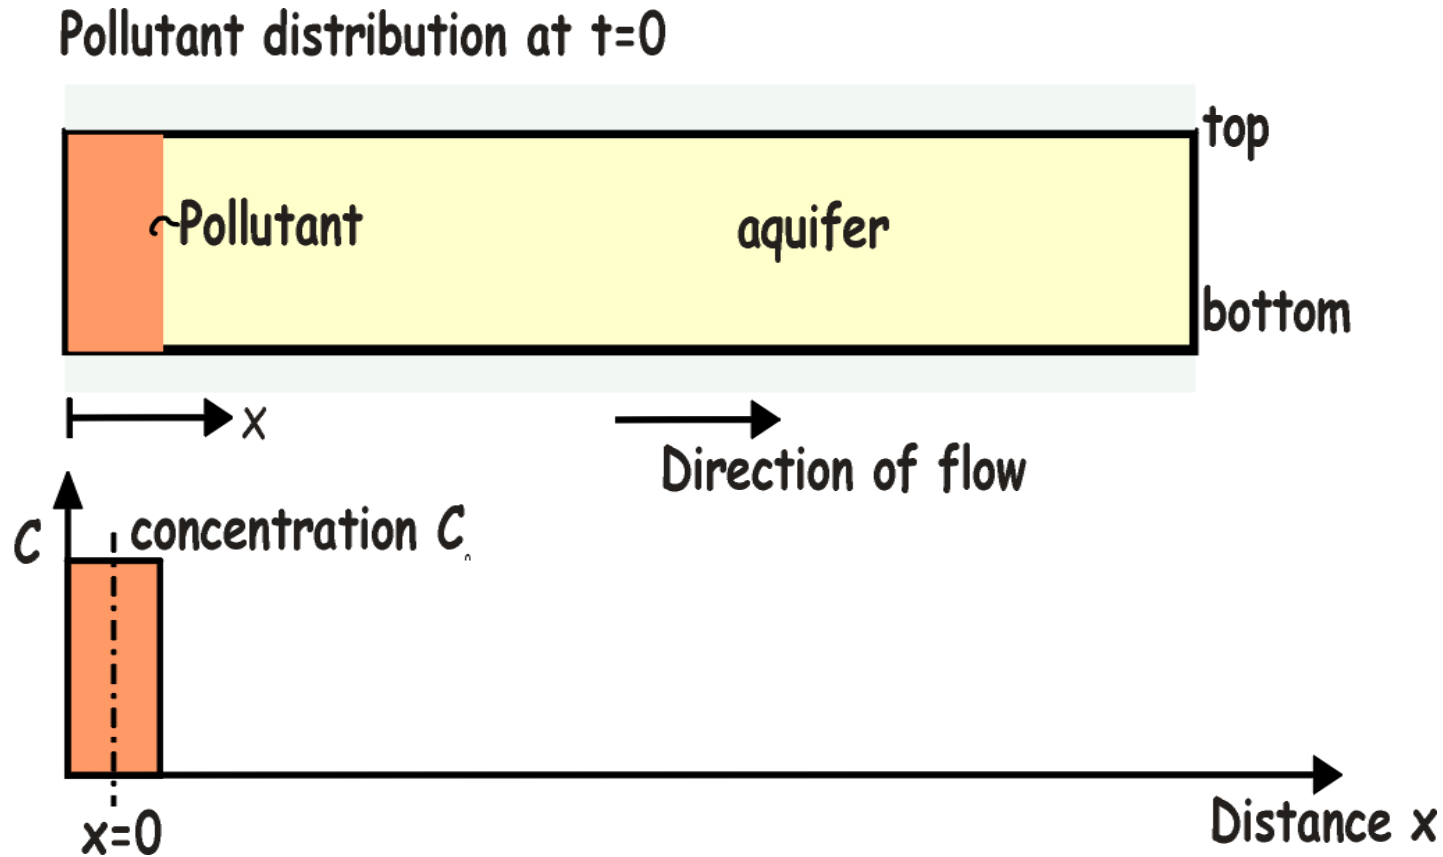 Pollutant distribution at t=0
top
Pollutant
aquifer
bottom
x
Direction of flow
C
concentration C
x=0
Distance x